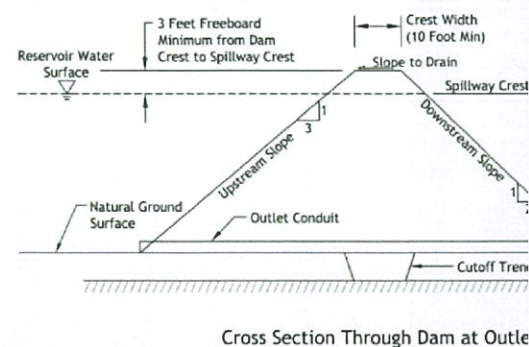 3 Feet Freeboard
Minimum from Dam
Crest to Spillway Crest
Crest Width
(10 Foot Min)
Reservoir Water
Surface
Slope to Drain
Spillway Crest
Upstream Slope
1
3
Downstream Slope
1
Natural Ground
Surface
Outlet Conduit
Cutoff Tren
Cross Section Through Dam at Outle